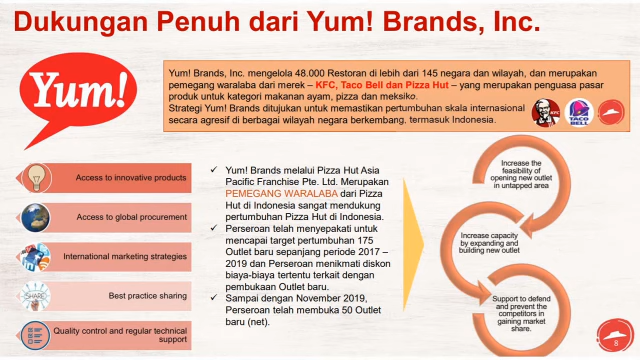 Dukungan Penuh dari Yum! Brands, Inc.
Yum!
Yum! Brands, Inc. mengelola 48.000 Restoran di lebih dari 145 negara dan wilayah, dan merupakan
pemegang waralaba dari merek – KFC, Taco Bell dan Pizza Hut – yang merupakan penguasa pasar
produk untuk kategori makanan ayam, pizza dan meksiko.
Strategi Yum! Brands ditujukan untuk memastikan pertumbuhan skala internasional
secara agresif di berbagai wilayah negara berkembang, termasuk Indonesia.
KFC
TACO
BELL
Access to innovative products
Access to global procurement
International marketing strategies
SHARE
Best practice sharing
Quality control and regular technical
support
✓ Yum! Brands melalui Pizza Hut Asia
Pacific Franchise Pte. Ltd. Merupakan
PEMEGANG WARALABA dari Pizza
Hut di Indonesia sangat mendukung
pertumbuhan Pizza Hut di Indonesia.
✓ Perseroan telah menyepakati untuk
mencapai target pertumbuhan 175
Outlet baru sepanjang periode 2017 –
2019 dan Perseroan menikmati diskon
biaya-biaya tertentu terkait dengan
pembukaan Outlet baru.
✓ Sampai dengan November 2019,
Perseroan telah membuka 50 Outlet
baru (net).
Increase the
feasibility of
opening new outlet
in untapped area
Increase capacity
by expanding and
building new outlet
Support to defend
and prevent the
competitors in
gaining market
share.
8